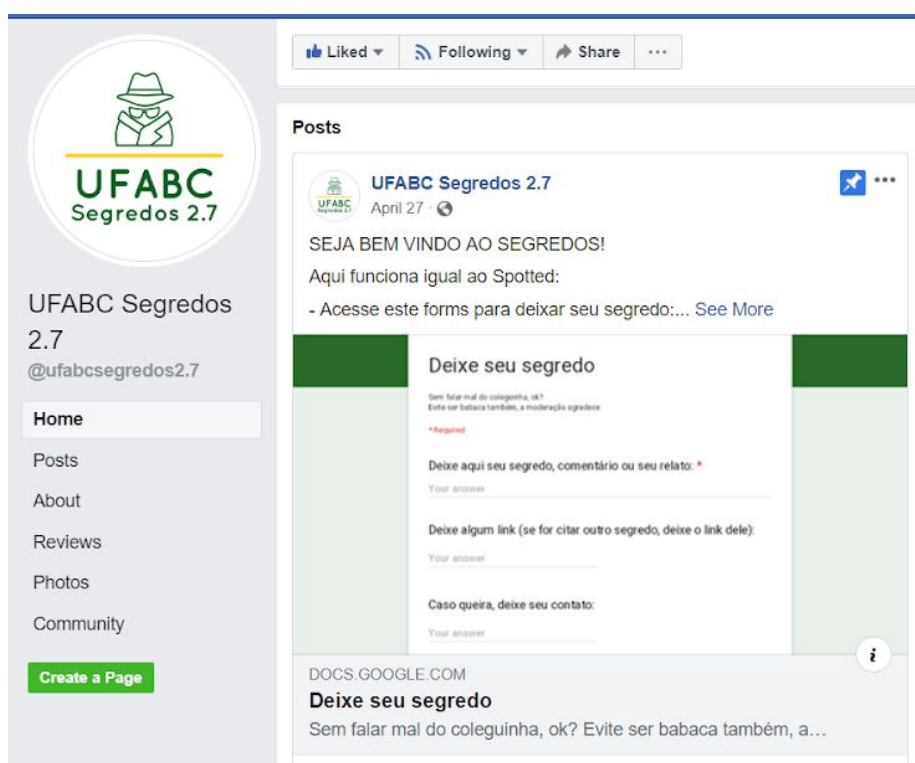 Liked
Following
Share
...
UFABC
Segredos 2.7
UFABC Segredos
2.7
@ufabcsegredos2.7
Home
Posts
About
Reviews
Photos
Community
Create a Page
Posts
UFABC
Segredos 2.7
UFABC Segredos 2.7
April 27 ·
SEJA BEM VINDO AO SEGREDOS!
Aqui funciona igual ao Spotted:
- Acesse este forms para deixar seu segredo:... See More
Deixe seu segredo
Sem falar mal do coleguinha, ok?
Evite ser babaca também, a moderação agradece
*Required
Deixe aqui seu segredo, comentário ou seu relato: *
Your answer
Deixe algum link (se for citar outro segredo, deixe o link dele):
Your answer
Caso queira, deixe seu contato:
Your answer
i
DOCS.GOOGLE.COM
Deixe seu segredo
Sem falar mal do coleguinha, ok? Evite ser babaca também, a...